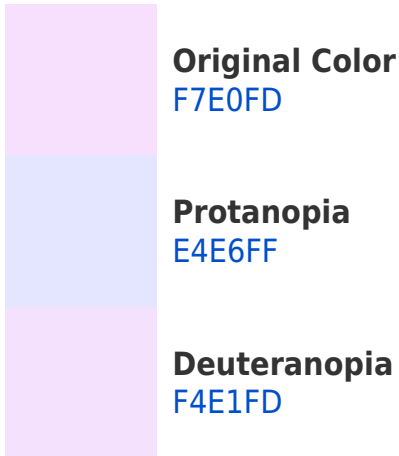 Original Color
F7E0FD
Protanopia
E4E6FF
Deuteranopia
F4E1FD